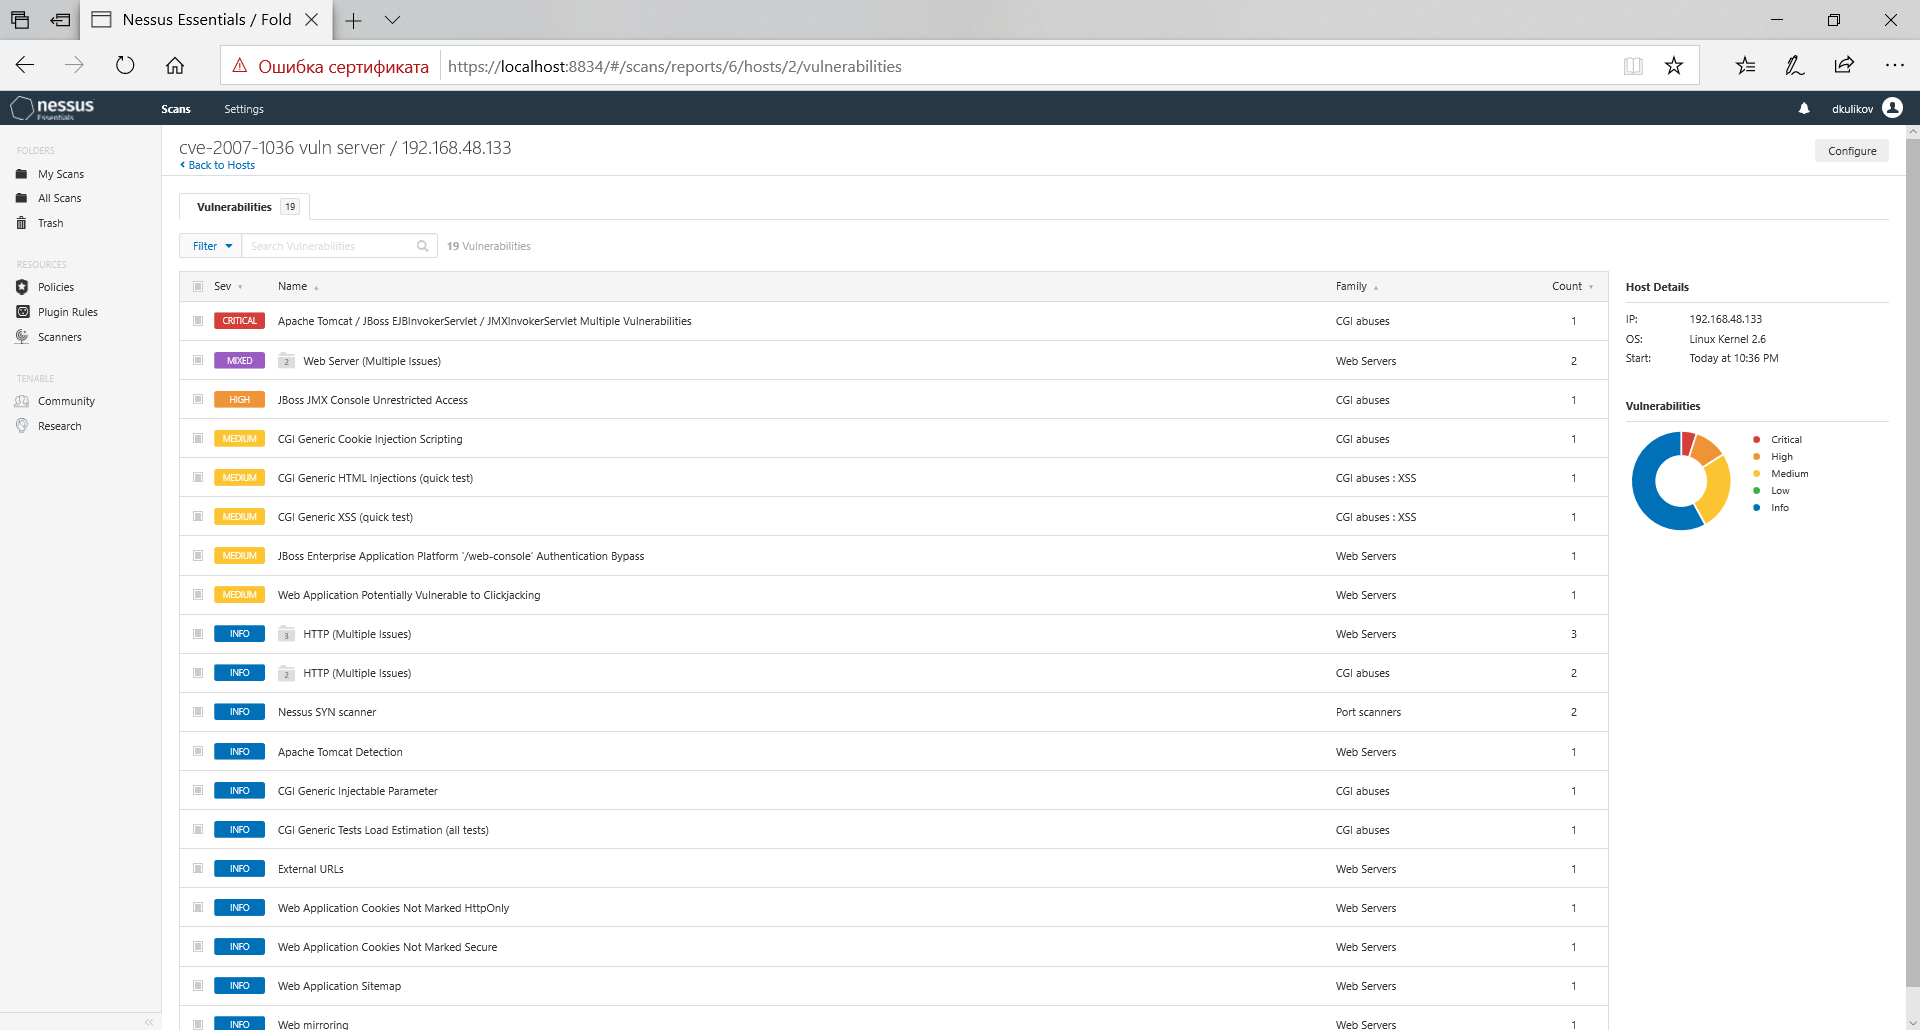 Nessus Essentials / Fold
Ошибка сертификата
https://localhost:8834/#/scans/reports/6/hosts/2/vulnerabilities
nessus
Essentials
Scans
Settings
dkulikov
FOLDERS
My Scans
All Scans
Trash
RESOURCES
Policies
Plugin Rules
Scanners
TENABLE
Community
Research
cve-2007-1036 vuln server / 192.168.48.133
Back to Hosts
Configure
Vulnerabilities 19
Filter
Search Vulnerabilities
19 Vulnerabilities
Sev Name Family Count
CRITICAL Apache Tomcat / JBoss EJBInvokerServlet / JMXInvokerServlet Multiple Vulnerabilities CGI abuses 1
MIXED 2 Web Server (Multiple Issues) Web Servers 2
HIGH JBoss JMX Console Unrestricted Access CGI abuses 1
MEDIUM CGI Generic Cookie Injection Scripting CGI abuses 1
MEDIUM CGI Generic HTML Injections (quick test) CGI abuses : XSS 1
MEDIUM CGI Generic XSS (quick test) CGI abuses : XSS 1
MEDIUM JBoss Enterprise Application Platform '/web-console' Authentication Bypass Web Servers 1
MEDIUM Web Application Potentially Vulnerable to Clickjacking Web Servers 1
INFO 3 HTTP (Multiple Issues) Web Servers 3
INFO 2 HTTP (Multiple Issues) CGI abuses 2
INFO Nessus SYN scanner Port scanners 2
INFO Apache Tomcat Detection Web Servers 1
INFO CGI Generic Injectable Parameter CGI abuses 1
INFO CGI Generic Tests Load Estimation (all tests) CGI abuses 1
INFO External URLs Web Servers 1
INFO Web Application Cookies Not Marked HttpOnly Web Servers 1
INFO Web Application Cookies Not Marked Secure Web Servers 1
INFO Web Application Sitemap Web Servers 1
INFO Web mirroring Web Servers 1
Host Details
IP: 192.168.48.133
OS: Linux Kernel 2.6
Start: Today at 10:36 PM
Vulnerabilities
Critical
High
Medium
Low
Info